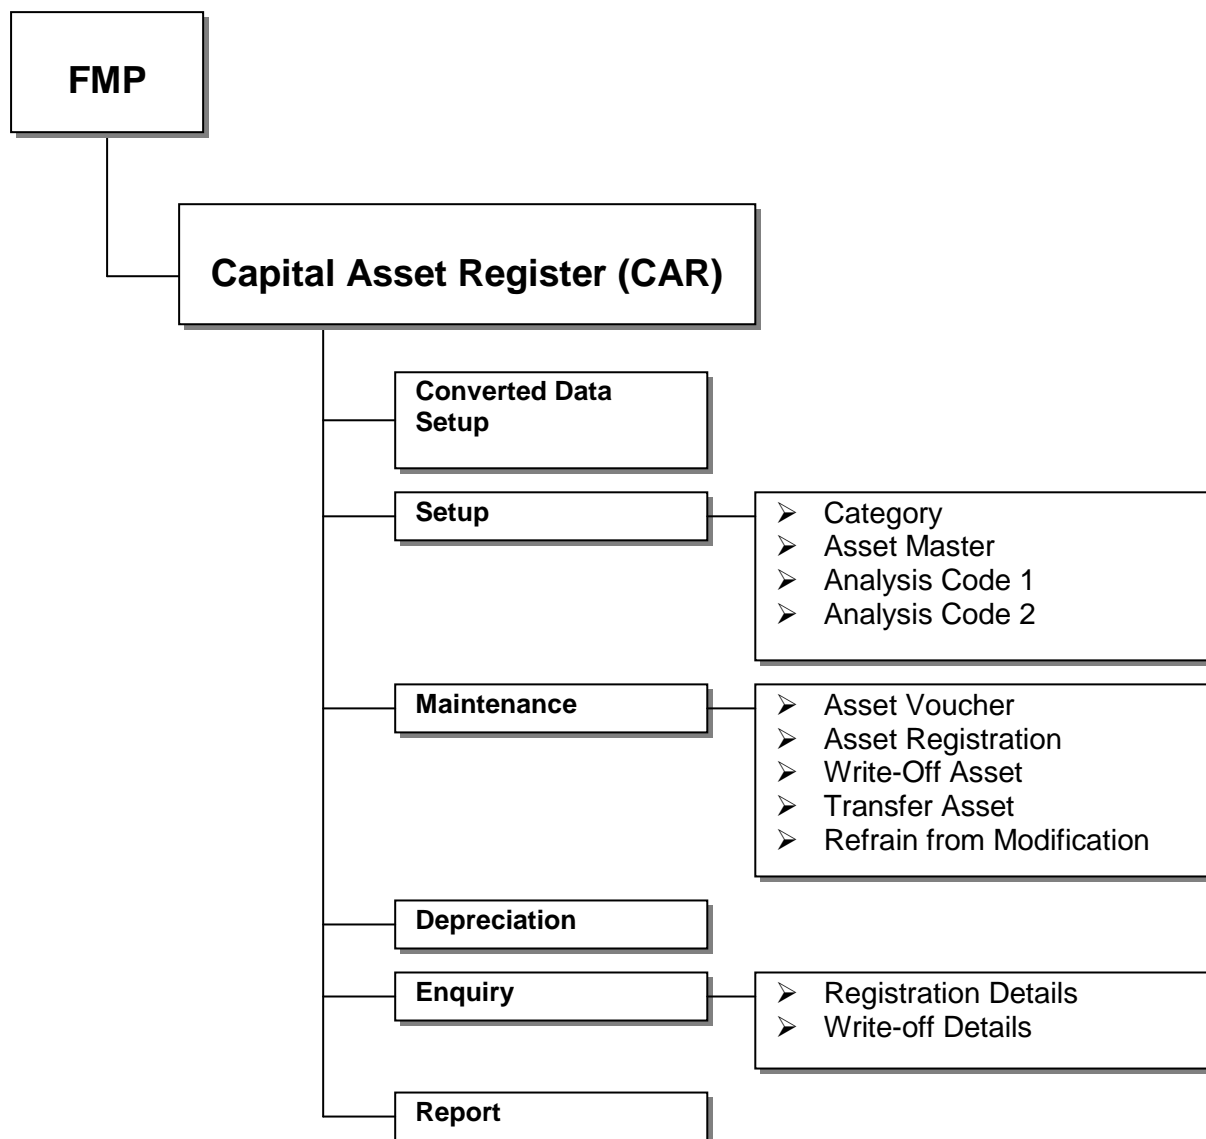 FMP
Capital Asset Register (CAR)
Converted Data
Setup
Setup
➢ Category
➢ Asset Master
➢ Analysis Code 1
➢ Analysis Code 2
Maintenance
➢ Asset Voucher
➢ Asset Registration
➢ Write-Off Asset
➢ Transfer Asset
➢ Refrain from Modification
Depreciation
Enquiry
➢ Registration Details
➢ Write-off Details
Report